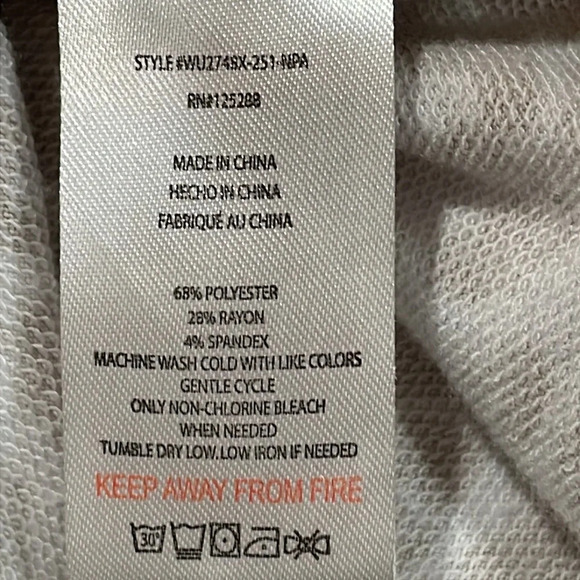 STYLE #WU2749X-251-NPA
RN#125288
MADE IN CHINA
HECHO IN CHINA
FABRIQUÉ AU CHINA
68% POLYESTER
28% RAYON
4% SPANDEX
MACHINE WASH COLD WITH LIKE COLORS
GENTLE CYCLE
ONLY NON-CHLORINE BLEACH
WHEN NEEDED
TUMBLE DRY LOW. LOW IRON IF NEEDED
KEEP AWAY FROM FIRE
30°